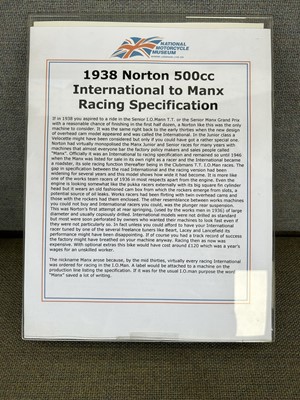 NATIONAL
MOTORCYCLE
MUSEUM
1938 Norton 500cc
International to Manx
Racing Specification
If in 1938 you aspired to a ride in the Senior I.O.Mann T.T. or the Senior Manx Grand Prix
with a reasonable chance of finishing in the first half dozen, a Norton like this was the only
machine to consider. It was the same right back to the early thirties when the new design
of overhead cam model appeared and was called the International. In the Junior class a
Velocette might have been considered but only if you could have got a rather special one.
Norton had virtually monopolised the Manx Junior and Senior races for many years with
machines that almost everyone bar the factory policy makers and sales people called
"Manx". Officially it was an International to racing specification and remained so until 1946
when the Manx was listed for sale in its own right as a racer and the International became
a roadster, its sole racing function thereafter being in the Clubmans T.T. I.O.Man races. The
gap in specification between the road International and the racing version had been
widening for several years and this model shows how wide it had become. It is more like
one of the works team racers of 1936 in most respects apart from the engine. Even the
engine is looking somewhat like the pukka racers externally with its big square fin cylinder
head but it wears an old fashioned cam box from which the rockers emerge from slots, a
potential source of oil leaks. Works racers had been flirting with twin overhead cams and
those with the rockers had them enclosed. The other resemblance between works machines
you could not buy and International racers you could, was the plunger rear suspension.
This was Norton's first attempt at rear springing, (used by the works men in 1936) of large
diameter and usually copiously drilled. International models were not drilled as standard
but most were soon perforated by owners who wanted their machines to look fast even if
they were not particularly so. In fact unless you could afford to have your International
racer tuned by one of the several freelance tuners like Beart, Lacey and Lancefield its
performance might have been disappointing. If of course you had a track record of success
the factory might have bestowed on your machine anyway. Racing then as now was
expensive. With optional extras this bike would have cost around £120 which was a year's
wages for an unskilled worker.
The nickname Manx arose because, by the mid thirties, virtually every racing International
was ordered for racing in the I.O.Man. A label would be attached to a machine on the
production line listing the specification. If it was for the usual I.O.man purpose the word
"Manx" saved a lot of writing.